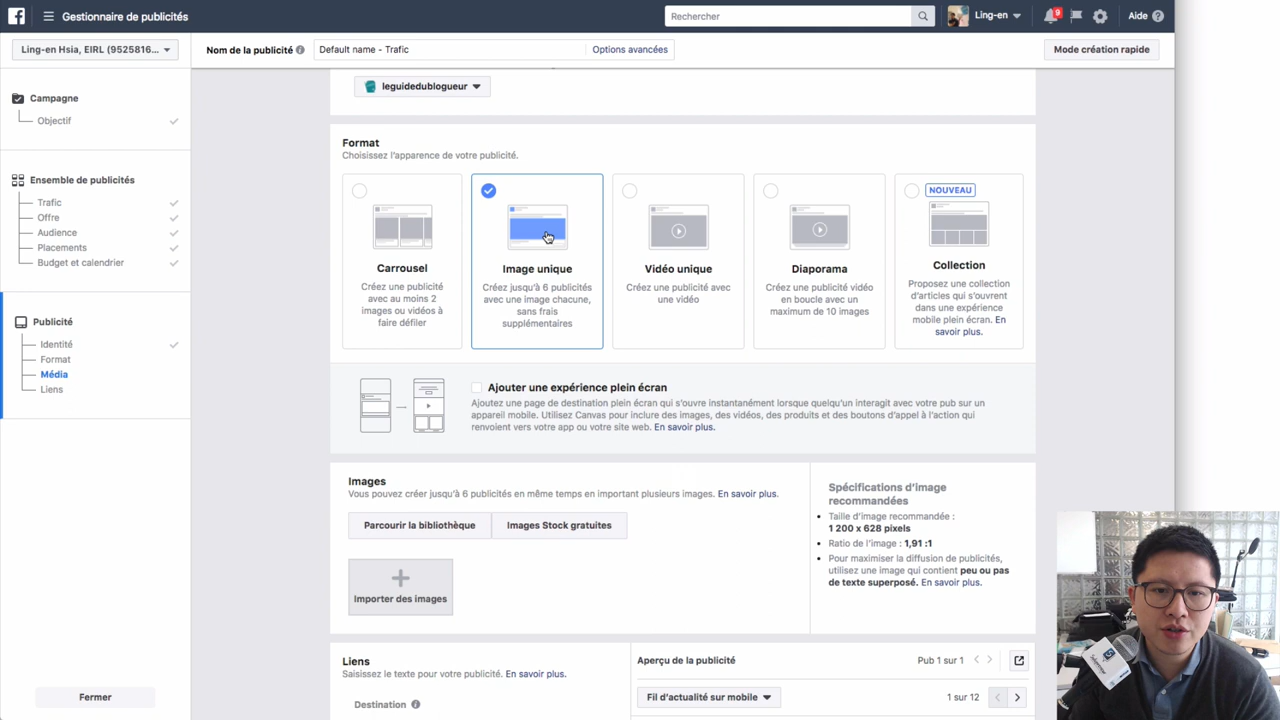 Gestionnaire de publicités
Rechercher
Ling-en
9
Aide
Ling-en Hsia, EIRL (9525816...
Nom de la publicité
Default name - Trafic
Options avancées
Mode création rapide
leguidedublogueur
Campagne
Objectif
Ensemble de publicités
Trafic
Offre
Audience
Placements
Budget et calendrier
Publicité
Identité
Format
Média
Liens
Fermer
Format
Choisissez l'apparence de votre publicité.
Carrousel
Créez une publicité
avec au moins 2
images ou vidéos à
faire défiler
Image unique
Créez jusqu'à 6 publicités
avec une image chacune,
sans frais
supplémentaires
Vidéo unique
Créez une publicité avec
une vidéo
Diaporama
Créez une publicité vidéo
en boucle avec un
maximum de 10 images
NOUVEAU
Collection
Proposez une collection
d'articles qui s'ouvrent
dans une expérience
mobile plein écran. En
savoir plus.
Ajouter une expérience plein écran
Ajoutez une page de destination plein écran qui s'ouvre instantanément lorsque quelqu'un interagit avec votre pub sur un
appareil mobile. Utilisez Canvas pour inclure des images, des vidéos, des produits et des boutons d'appel à l'action qui
renvoient vers votre app ou votre site web. En savoir plus.
Images
Vous pouvez créer jusqu'à 6 publicités en même temps en important plusieurs images. En savoir plus.
Parcourir la bibliothèque
Images Stock gratuites
Importer des images
Spécifications d'image
recommandées
• Taille d'image recommandée :
1 200 x 628 pixels
• Ratio de l'image : 1,91 :1
• Pour maximiser la diffusion de publicités,
utilisez une image qui contient peu ou pas
de texte superposé. En savoir plus.
Liens
Saisissez le texte pour votre publicité. En savoir plus.
Destination
Aperçu de la publicité
Pub 1 sur 1
Fil d'actualité sur mobile
1 sur 12